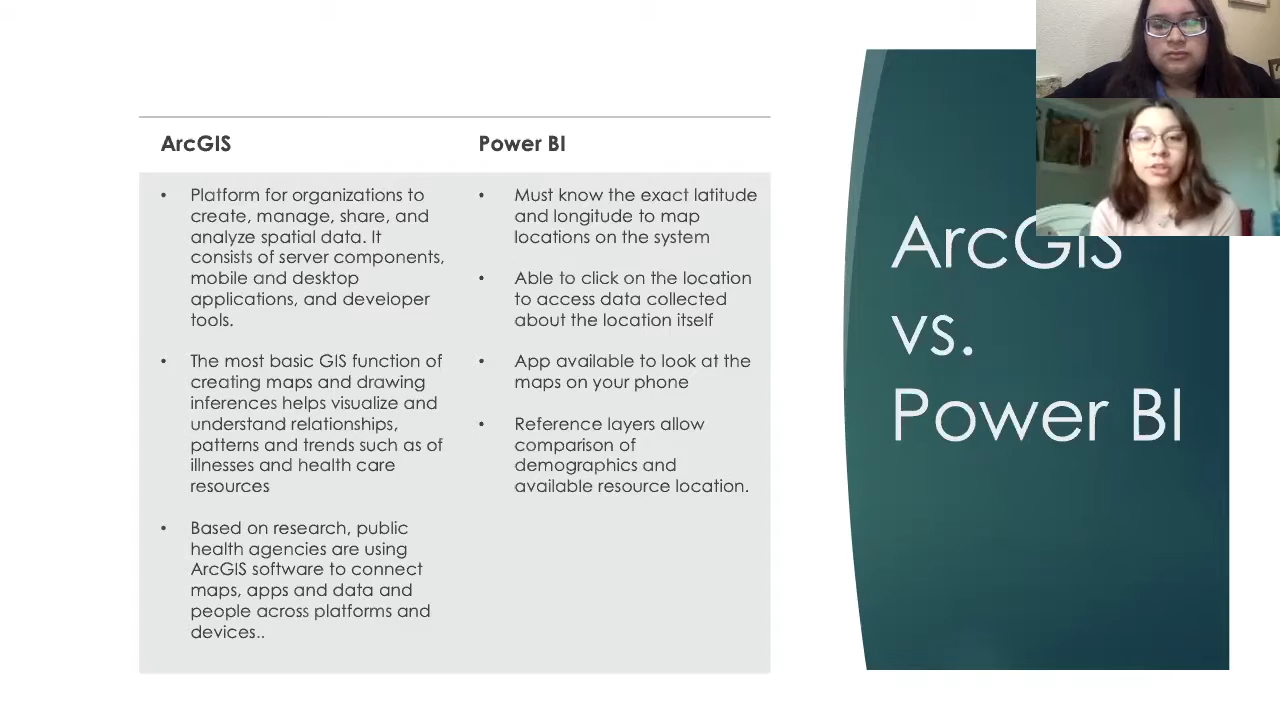 ArcGIS
Power BI
• Platform for organizations to
create, manage, share, and
analyze spatial data. It
consists of server components,
mobile and desktop
applications, and developer
tools.
• The most basic GIS function of
creating maps and drawing
inferences helps visualize and
understand relationships,
patterns and trends such as of
illnesses and health care
resources
• Based on research, public
health agencies are using
ArcGIS software to connect
maps, apps and data and
people across platforms and
devices..
• Must know the exact latitude
and longitude to map
locations on the system
• Able to click on the location
to access data collected
about the location itself
• App available to look at the
maps on your phone
• Reference layers allow
comparison of
demographics and
available resource location.
ArcGIS
vs.
Power BI